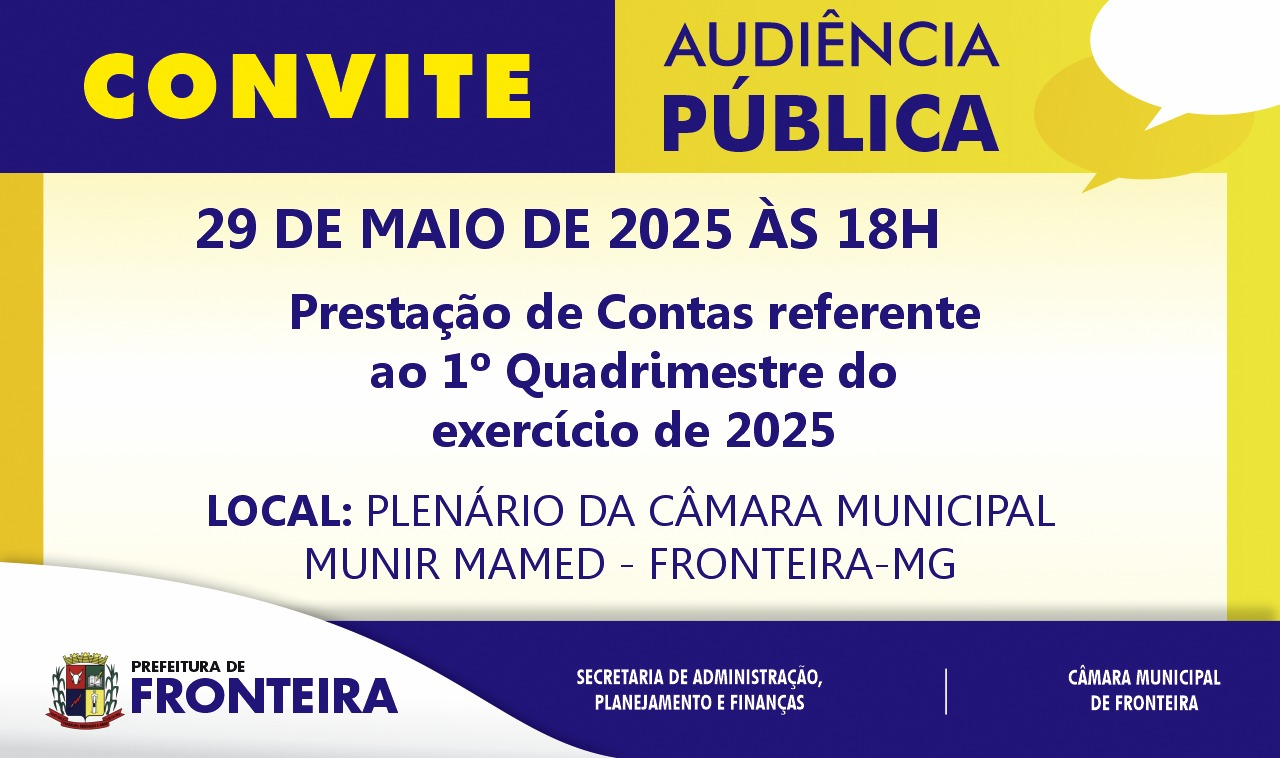 CONVITE
AUDIÊNCIA
PÚBLICA
29 DE MAIO DE 2025 ÀS 18H
Prestação de Contas referente
ao 1º Quadrimestre do
exercício de 2025
LOCAL: PLENÁRIO DA CÂMARA MUNICIPAL
MUNIR MAMED - FRONTEIRA-MG
PREFEITURA DE
FRONTEIRA
SECRETARIA DE ADMINISTRAÇÃO,
PLANEJAMENTO E FINANÇAS
CÂMARA MUNICIPAL
DE FRONTEIRA